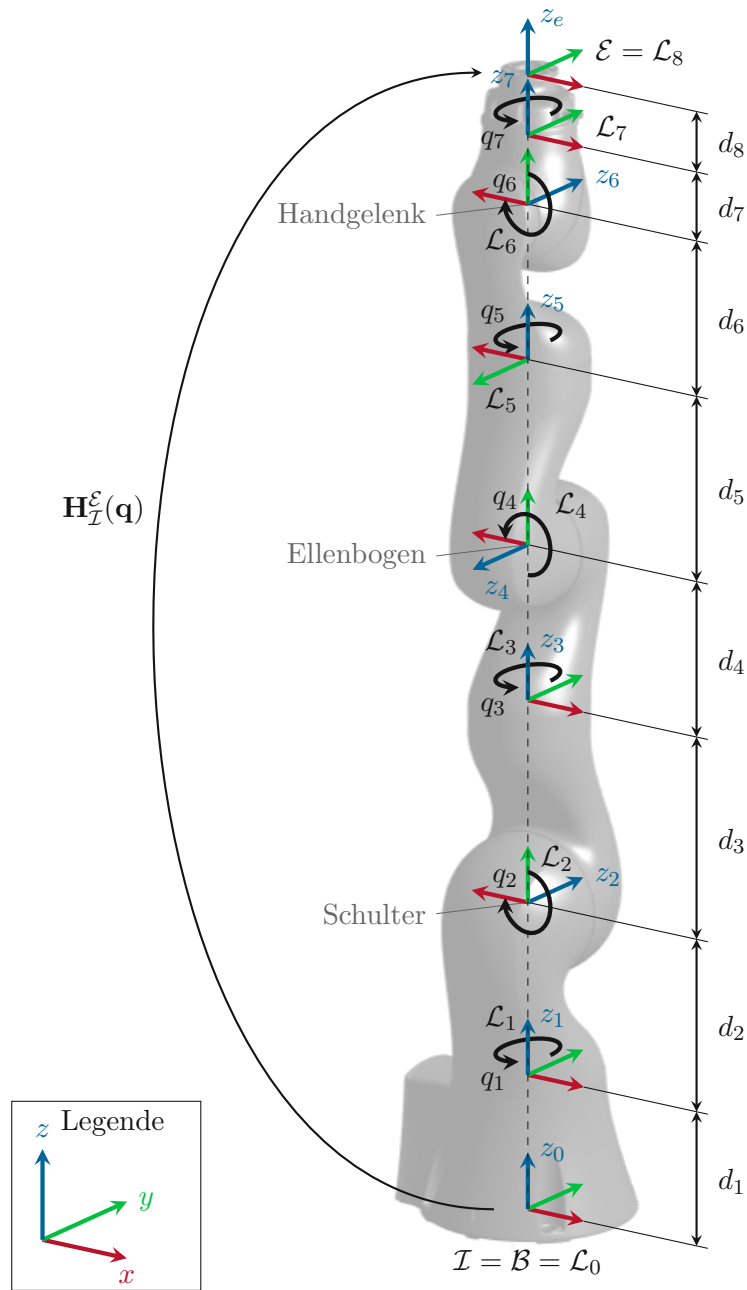 z_e
ℰ = ℒ_8
z_7
q_7
ℒ_7
d_8
q_6
z_6
d_7
Handgelenk
ℒ_6
z_5
q_5
d_6
ℒ_5
q_4
ℒ_4
d_5
H_ℐ^ℰ(q)
Ellenbogen
z_4
ℒ_3
z_3
d_4
q_3
d_3
ℒ_2
q_2
z_2
Schulter
ℒ_1
z_1
d_2
q_1
Legende
z
y
x
z_0
d_1
ℐ = ℬ = ℒ_0